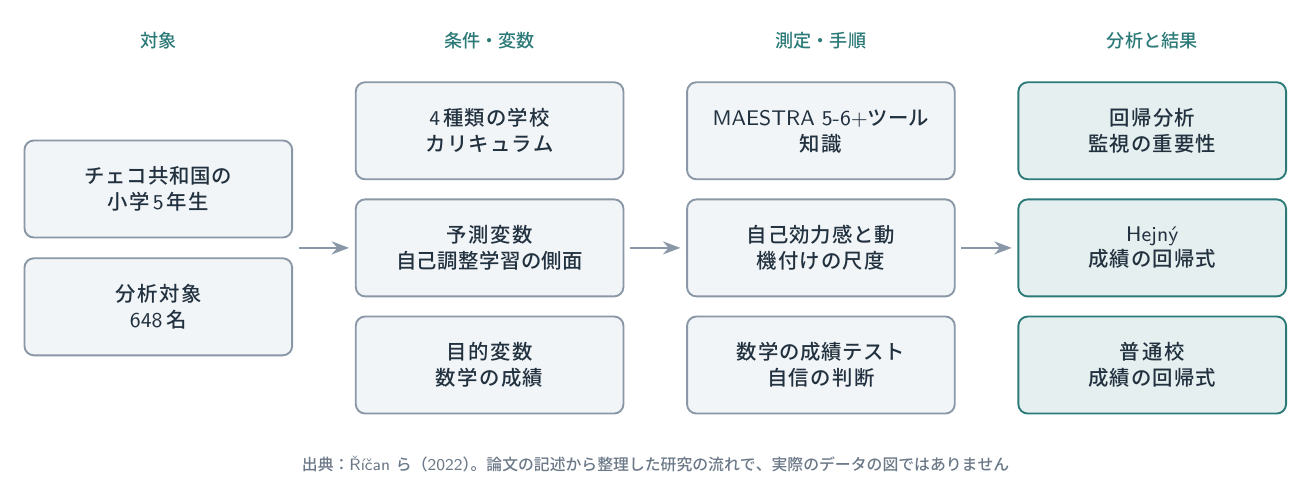 対象
チェコ共和国の
小学5年生
分析対象
648名
条件・変数
4種類の学校
カリキュラム
予測変数
自己調整学習の側面
目的変数
数学の成績
測定・手順
MAESTRA 5-6+ツール
知識
自己効力感と動
機付けの尺度
数学の成績テスト
自信の判断
分析と結果
回帰分析
監視の重要性
Hejný
成績の回帰式
普通校
成績の回帰式
出典：Říčan ら（2022）。論文の記述から整理した研究の流れで、実際のデータの図ではありません